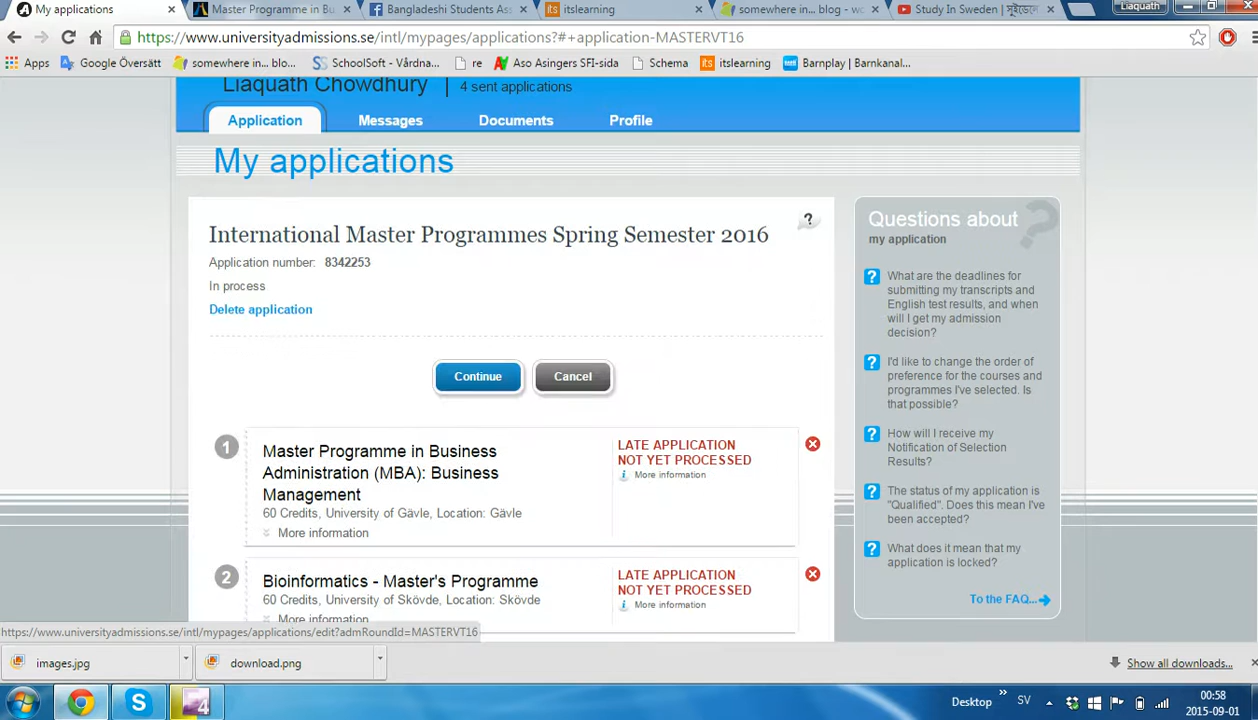 My applications
Master Programme in Bu
Bangladeshi Students Ass
itslearning
somewhere in... blog - wo
Study In Sweden | সুইডেনে
Liaquath
https://www.universityadmissions.se/intl/mypages/applications?#+application-MASTERVT16
Apps
Google Översätt
somewhere in... blo...
SchoolSoft - Vårdna...
re
Aso Asingers SFI-sida
Schema
itslearning
Barnplay | Barnkanal...
Liaquath Chowdhury
4 sent applications
Application
Messages
Documents
Profile
My applications
International Master Programmes Spring Semester 2016
Application number: 8342253
In process
Delete application
Continue
Cancel
1
Master Programme in Business
Administration (MBA): Business
Management
60 Credits, University of Gävle, Location: Gävle
More information
LATE APPLICATION
NOT YET PROCESSED
More information
2
Bioinformatics - Master's Programme
60 Credits, University of Skövde, Location: Skövde
More information
LATE APPLICATION
NOT YET PROCESSED
More information
Questions about
my application
What are the deadlines for
submitting my transcripts and
English test results, and when
will I get my admission
decision?
I'd like to change the order of
preference for the courses and
programmes I've selected. Is
that possible?
How will I receive my
Notification of Selection
Results?
The status of my application is
"Qualified". Does this mean I've
been accepted?
What does it mean that my
application is locked?
To the FAQ...
https://www.universityadmissions.se/intl/mypages/applications/edit?admRoundId=MASTERVT16
images.jpg
download.png
Show all downloads...
Desktop
SV
00:58
2015-09-01